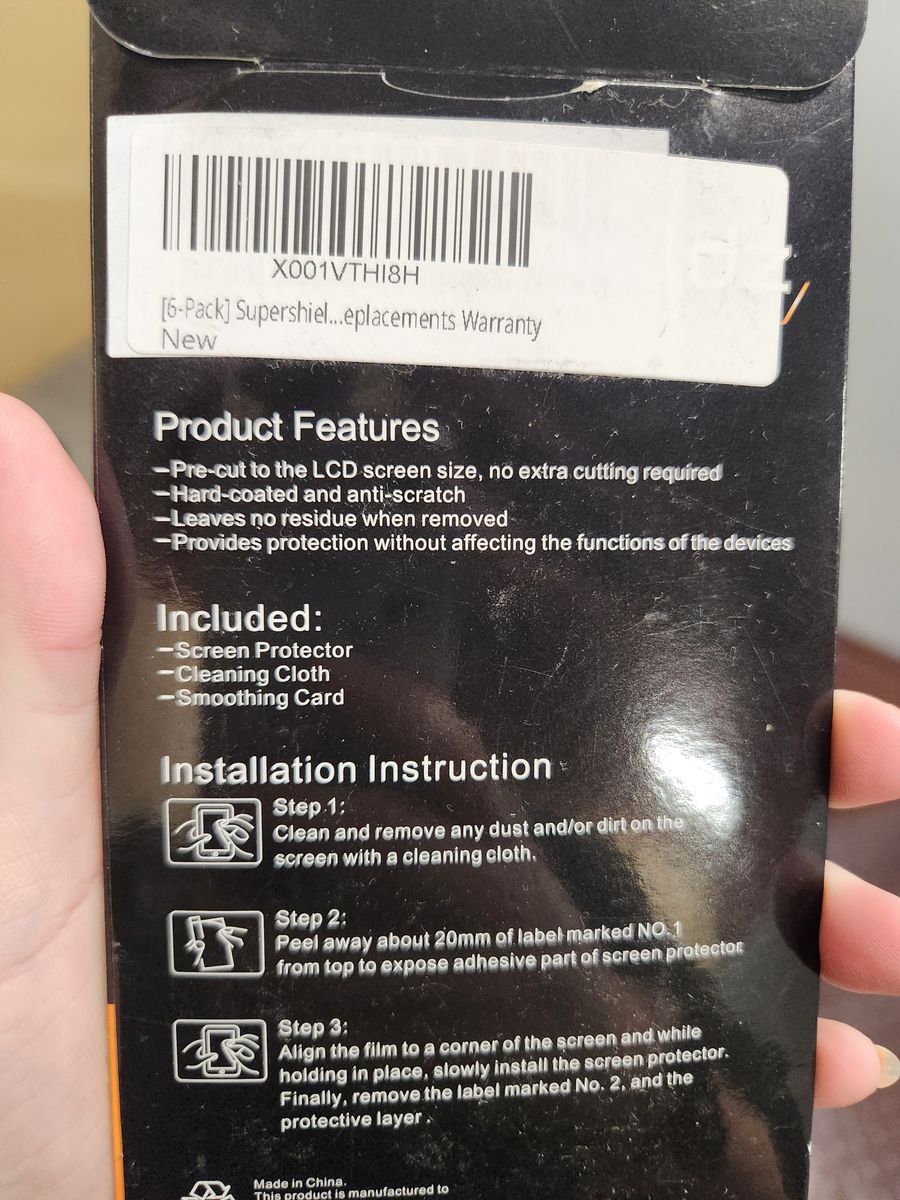 X001VTHI8H
[6-Pack] Supershiel...eplacements Warranty
New
Product Features
-Pre-cut to the LCD screen size, no extra cutting required
-Hard-coated and anti-scratch
-Leaves no residue when removed
-Provides protection without affecting the functions of the devices
Included:
-Screen Protector
-Cleaning Cloth
-Smoothing Card
Installation Instruction
Step 1:
Clean and remove any dust and/or dirt on the
screen with a cleaning cloth.
Step 2:
Peel away about 20mm of label marked NO.1
from top to expose adhesive part of screen protector.
Step 3:
Align the film to a corner of the screen and while
holding in place, slowly install the screen protector.
Finally, remove the label marked No. 2, and the
protective layer .
Made in China.
This product is manufactured to